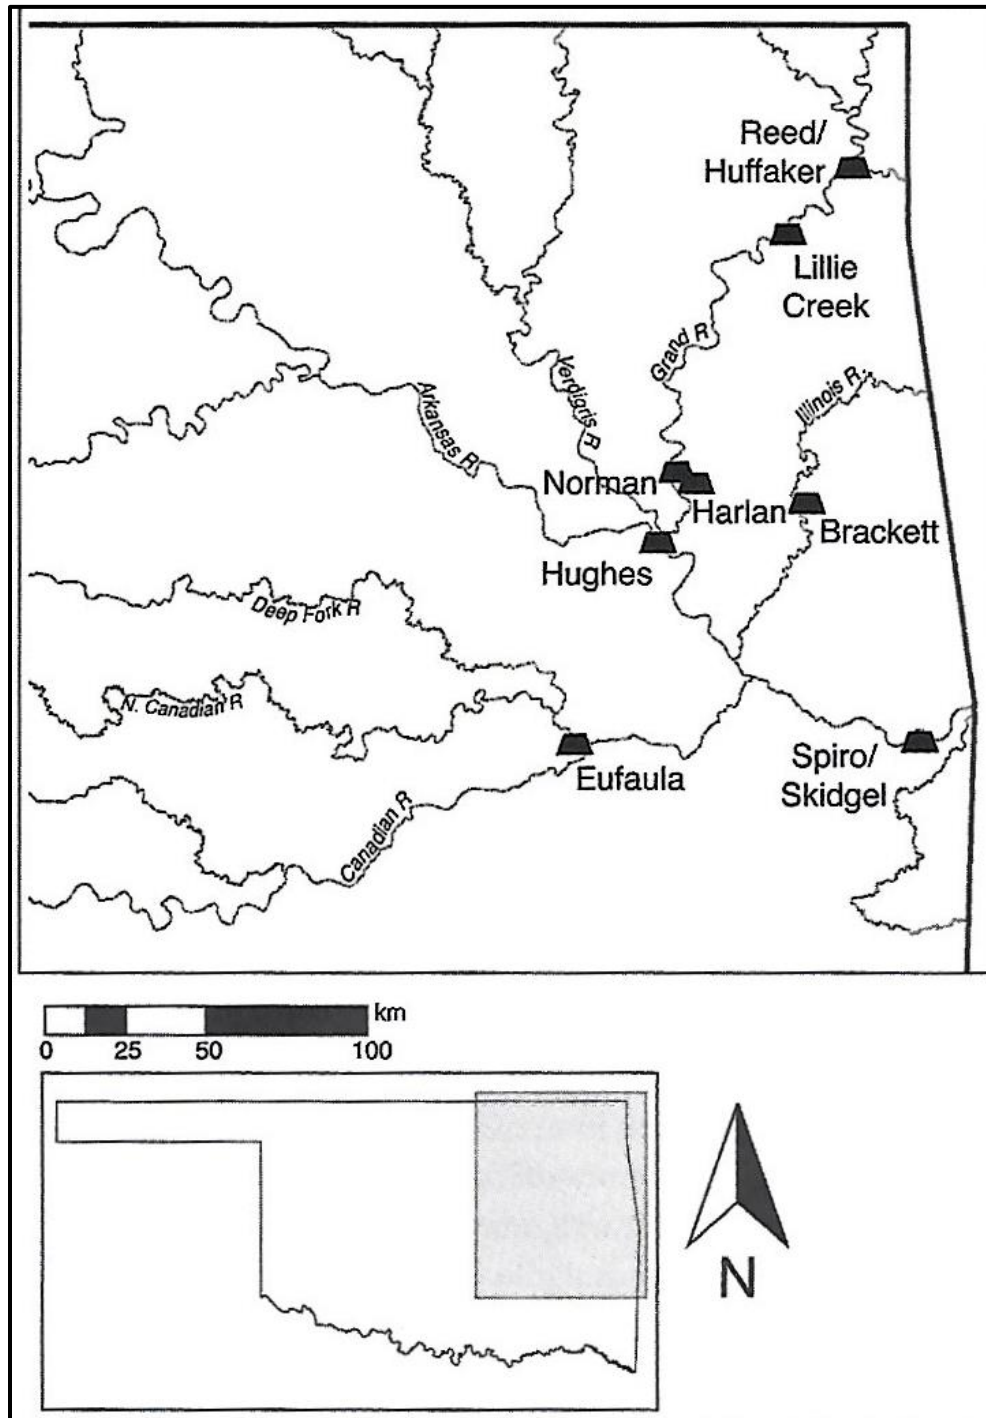 Reed/
Huffaker
Lillie
Creek
Grand R
Illinois R.
Verdigris R
Arkansas R.
Norman
Harlan
Brackett
Hughes
Deep Fork R
N. Canadian R
Eufaula
Spiro/
Skidgel
Canadian R
km
0 25 50 100
N